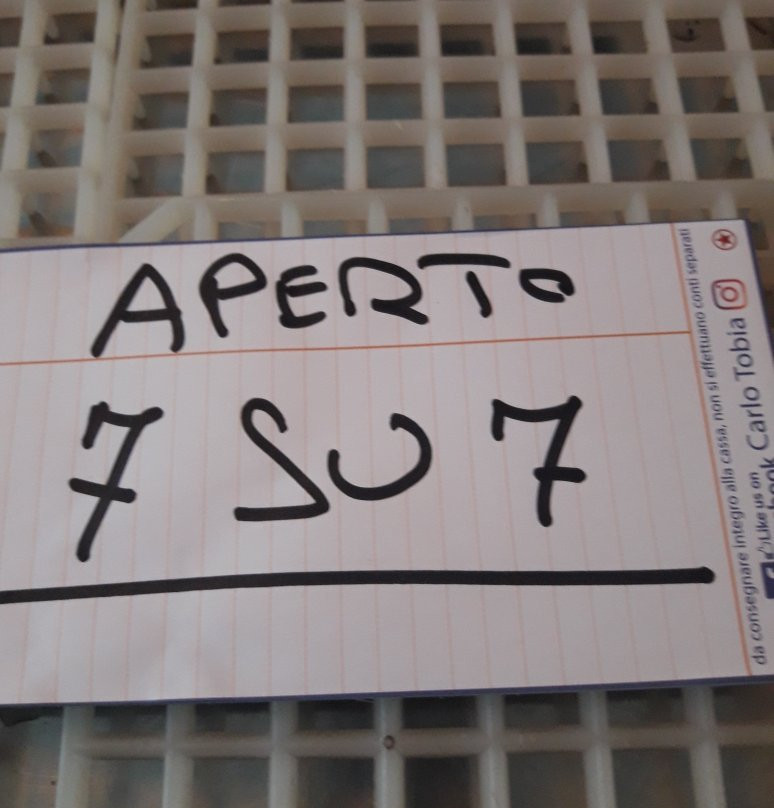 APERTO
7 SU 7
da consegnare integro alla cassa, non si effettuano conti separati
Like us on
Carlo Tobia